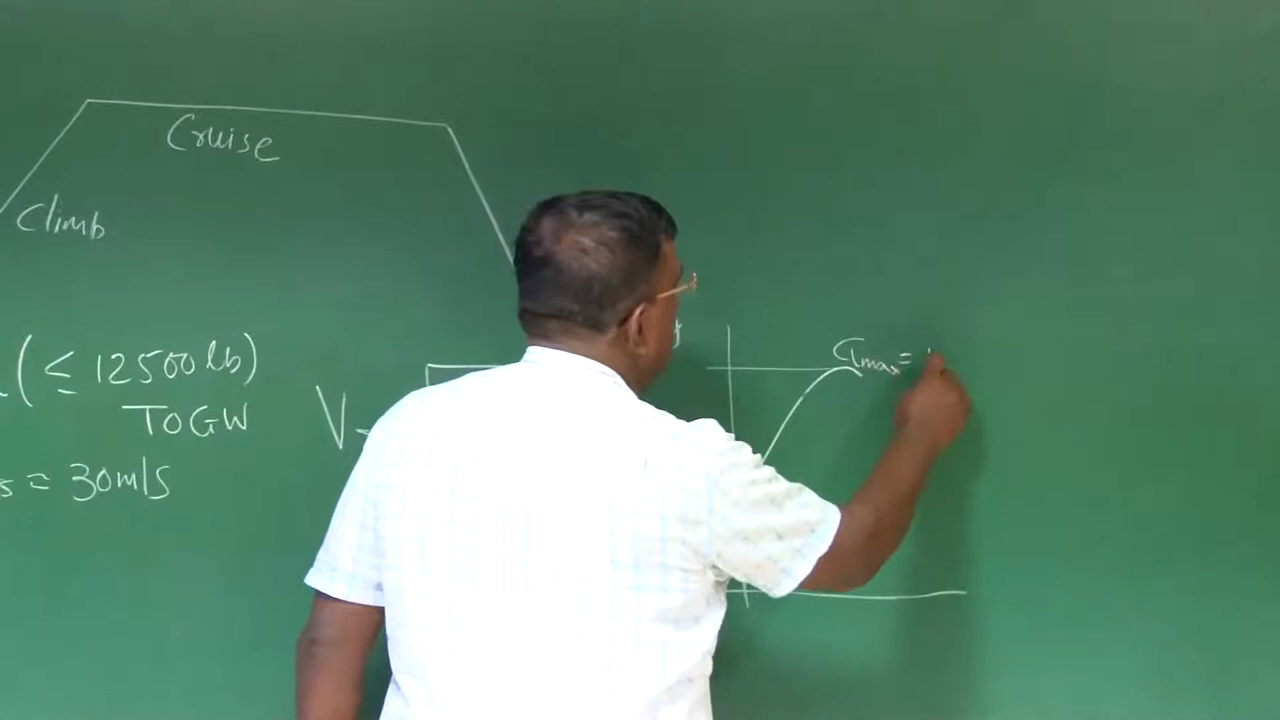 Cruise
Climb
(≤ 12500 lb)
TOGW
V
CLmax =
s = 30m/s